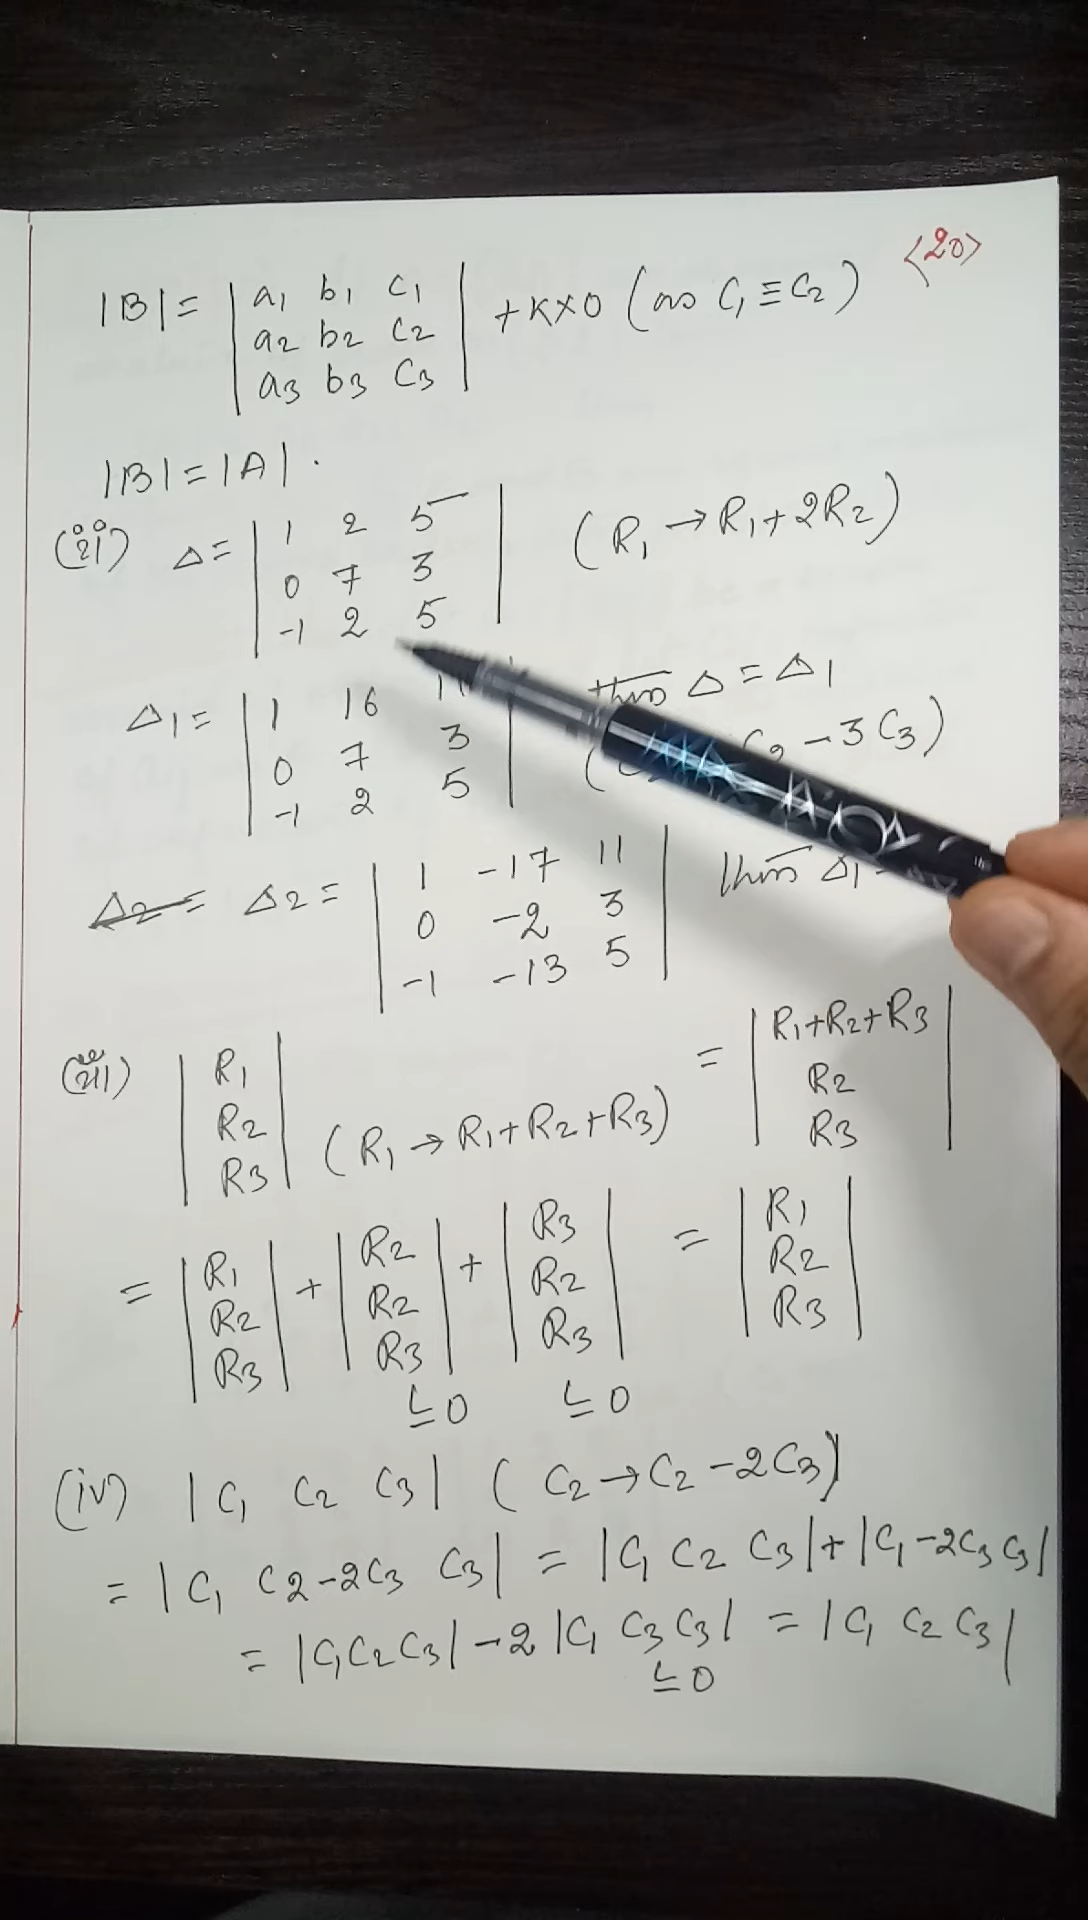 <20>
|B| = | a1 b1 c1 | + K×0 (as C1 ≡ C2)
a2 b2 c2
a3 b3 c3
|B| = |A|.
(ii) Δ = | 1 2 5 | (R1 → R1 + 2R2)
0 7 3
-1 2 5
Δ1 = | 1 16 11 | thus Δ = Δ1
0 7 3 C2 - 3C3)
-1 2 5
Δ2 = | 1 -17 11 | thus Δ1
0 -2 3
-1 -13 5
(iii) | R1 | (R1 → R1+R2+R3) = | R1+R2+R3 |
R2 R2
R3 R3
= | R1 | + | R2 | + | R3 | = | R1 |
R2 R2 R2 R2
R3 R3 R3 R3
↳0 ↳0
(iv) |C1 C2 C3| (C2 → C2 - 2C3)
= |C1 C2-2C3 C3| = |C1 C2 C3| + |C1 -2C3 C3|
= |C1 C2 C3| - 2 |C1 C3 C3| = |C1 C2 C3|
↳0